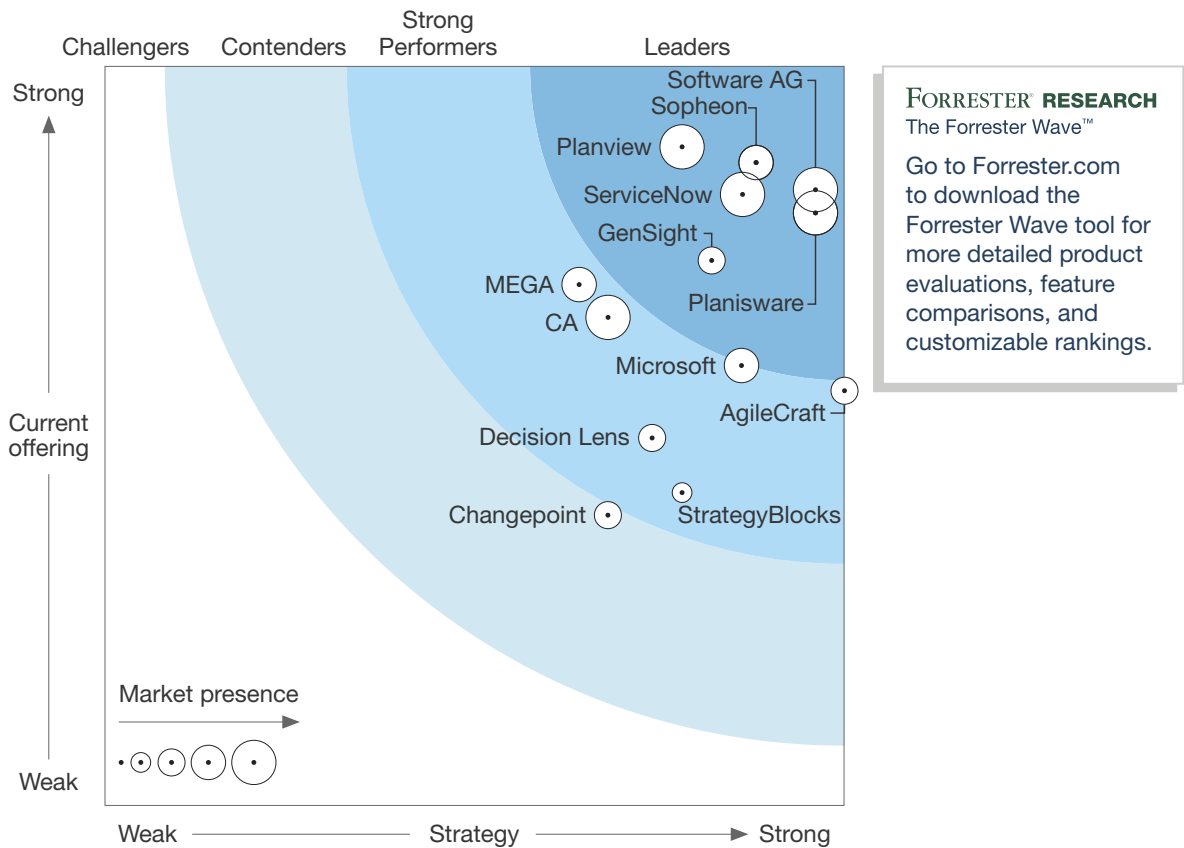 Challengers
Contenders
Strong
Performers
Leaders
Strong
Current
offering
Weak
Software AG
Sopheon
Planview
ServiceNow
GenSight
MEGA
CA
Planisware
Microsoft
AgileCraft
Decision Lens
StrategyBlocks
Changepoint
Market presence
Weak
Strategy
Strong
FORRESTER® RESEARCH
The Forrester Wave™
Go to Forrester.com
to download the
Forrester Wave tool for
more detailed product
evaluations, feature
comparisons, and
customizable rankings.